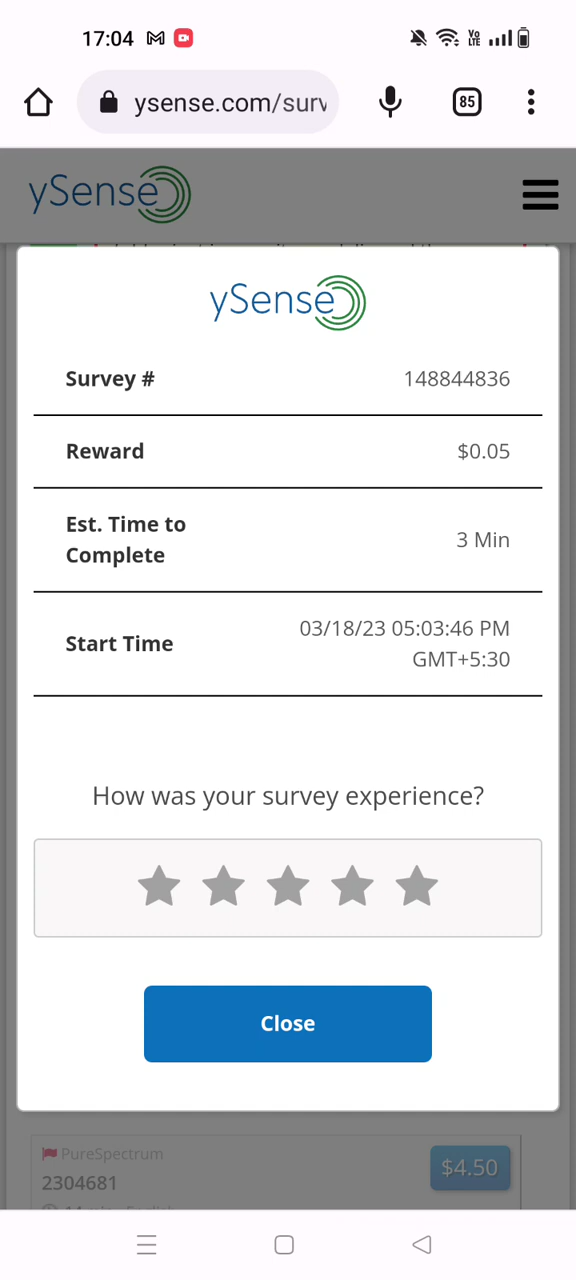 17:04
Vo LTE
ysense.com/surv
85
ySense
ySense
Survey # 148844836
Reward $0.05
Est. Time to
Complete
3 Min
Start Time
03/18/23 05:03:46 PM
GMT+5:30
How was your survey experience?
Close
PureSpectrum
2304681
$4.50